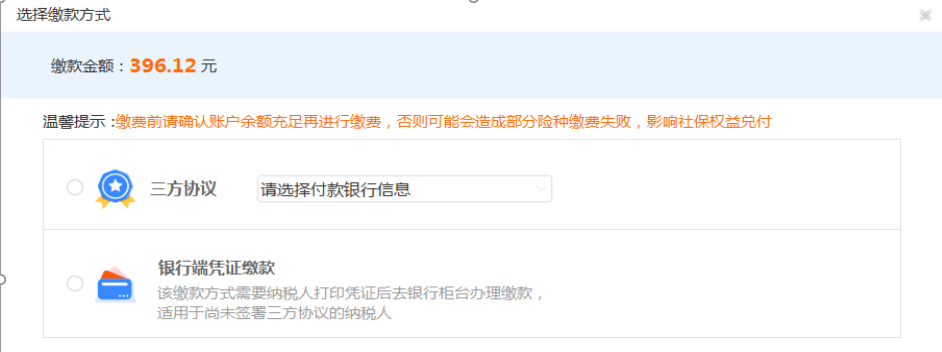 选择缴款方式
缴款金额：396.12 元
温馨提示：缴费前请确认账户余额充足再进行缴费，否则可能会造成部分险种缴费失败，影响社保权益兑付
三方协议 请选择付款银行信息
银行端凭证缴款
该缴款方式需要纳税人打印凭证后去银行柜台办理缴款，
适用于尚未签署三方协议的纳税人